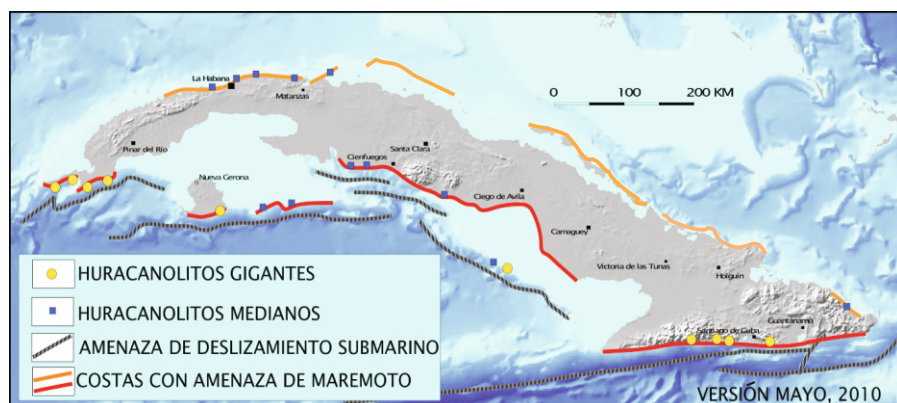 La Habana
Matanzas
0 100 200 KM
Pinar del Río
Santa Clara
Cienfuegos
Nueva Gerona
Ciego de Avila
Camaguey
Victoria de las Tunas
Holguín
Guantanamo
Santiago de Cuba
HURACANOLITOS GIGANTES
HURACANOLITOS MEDIANOS
AMENAZA DE DESLIZAMIENTO SUBMARINO
COSTAS CON AMENAZA DE MAREMOTO
VERSIÓN MAYO, 2010